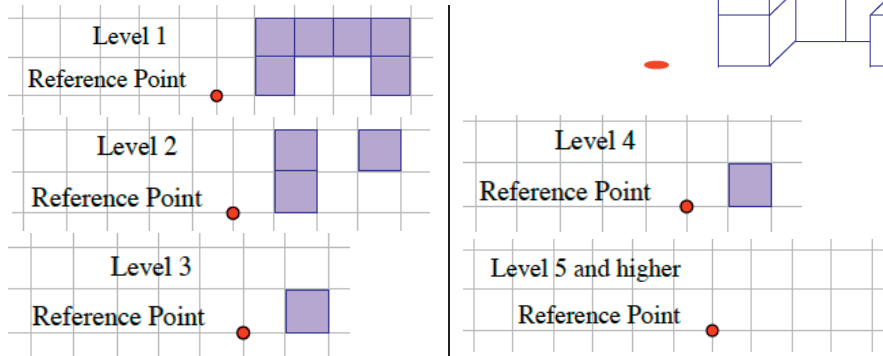 Level 1
Reference Point
Level 2
Reference Point
Level 3
Reference Point
Level 4
Reference Point
Level 5 and higher
Reference Point